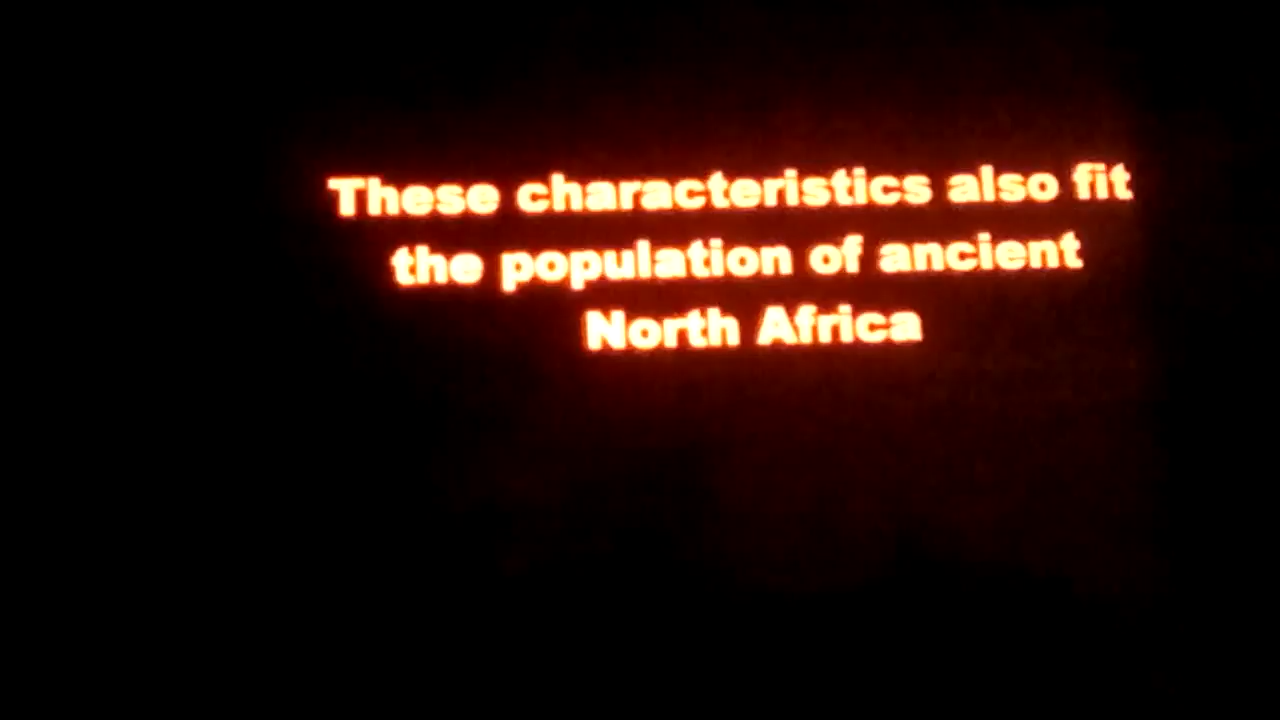 These characteristics also fit
the population of ancient
North Africa